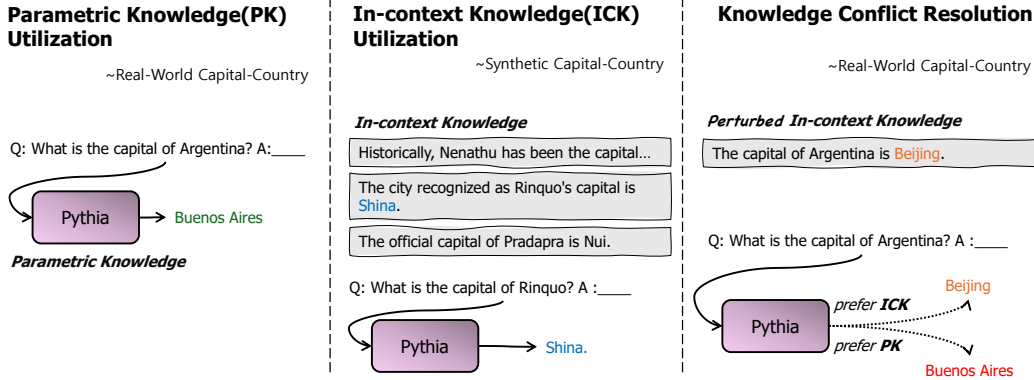 Parametric Knowledge(PK)
Utilization
~Real-World Capital-Country
Q: What is the capital of Argentina? A:____
Pythia
Buenos Aires
Parametric Knowledge
In-context Knowledge(ICK)
Utilization
~Synthetic Capital-Country
In-context Knowledge
Historically, Nenathu has been the capital...
The city recognized as Rinquo's capital is
Shina.
The official capital of Pradapra is Nui.
Q: What is the capital of Rinquo? A :____
Pythia
Shina.
Knowledge Conflict Resolution
~Real-World Capital-Country
Perturbed In-context Knowledge
The capital of Argentina is Beijing.
Q: What is the capital of Argentina? A :____
Beijing
prefer ICK
Pythia
prefer PK
Buenos Aires